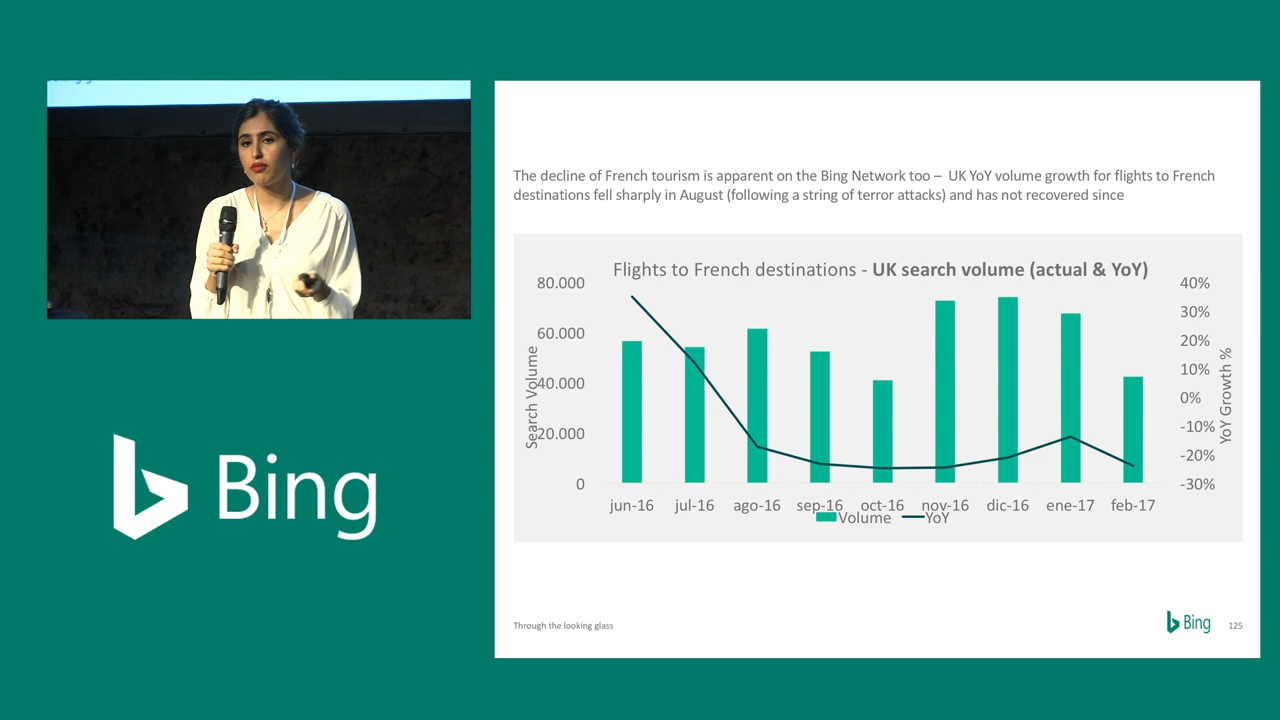 The decline of French tourism is apparent on the Bing Network too – UK YoY volume growth for flights to French
destinations fell sharply in August (following a string of terror attacks) and has not recovered since
Flights to French destinations - UK search volume (actual & YoY)
80.000
60.000
40.000
20.000
0
Search Volume
40%
30%
20%
10%
0%
-10%
-20%
-30%
YoY Growth %
jun-16 jul-16 ago-16 sep-16 oct-16 nov-16 dic-16 ene-17 feb-17
Volume YoY
Bing
Through the looking glass
Bing 125